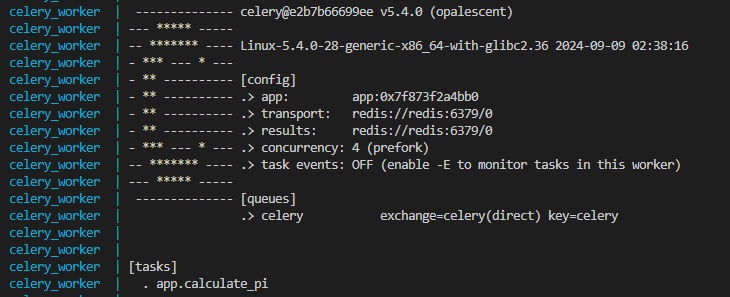 celery_worker  |  -------------- celery@e2b7b66699ee v5.4.0 (opalescent)
celery_worker  | --- ***** -----
celery_worker  | -- ******* ---- Linux-5.4.0-28-generic-x86_64-with-glibc2.36 2024-09-09 02:38:16
celery_worker  | - *** --- * ---
celery_worker  | - ** ---------- [config]
celery_worker  | - ** ---------- .> app:         app:0x7f873f2a4bb0
celery_worker  | - ** ---------- .> transport:   redis://redis:6379/0
celery_worker  | - ** ---------- .> results:     redis://redis:6379/0
celery_worker  | - *** --- * --- .> concurrency: 4 (prefork)
celery_worker  | -- ******* ---- .> task events: OFF (enable -E to monitor tasks in this worker)
celery_worker  | --- ***** -----
celery_worker  |  -------------- [queues]
celery_worker  |                 .> celery           exchange=celery(direct) key=celery
celery_worker  |
celery_worker  |
celery_worker  | [tasks]
celery_worker  |   . app.calculate_pi